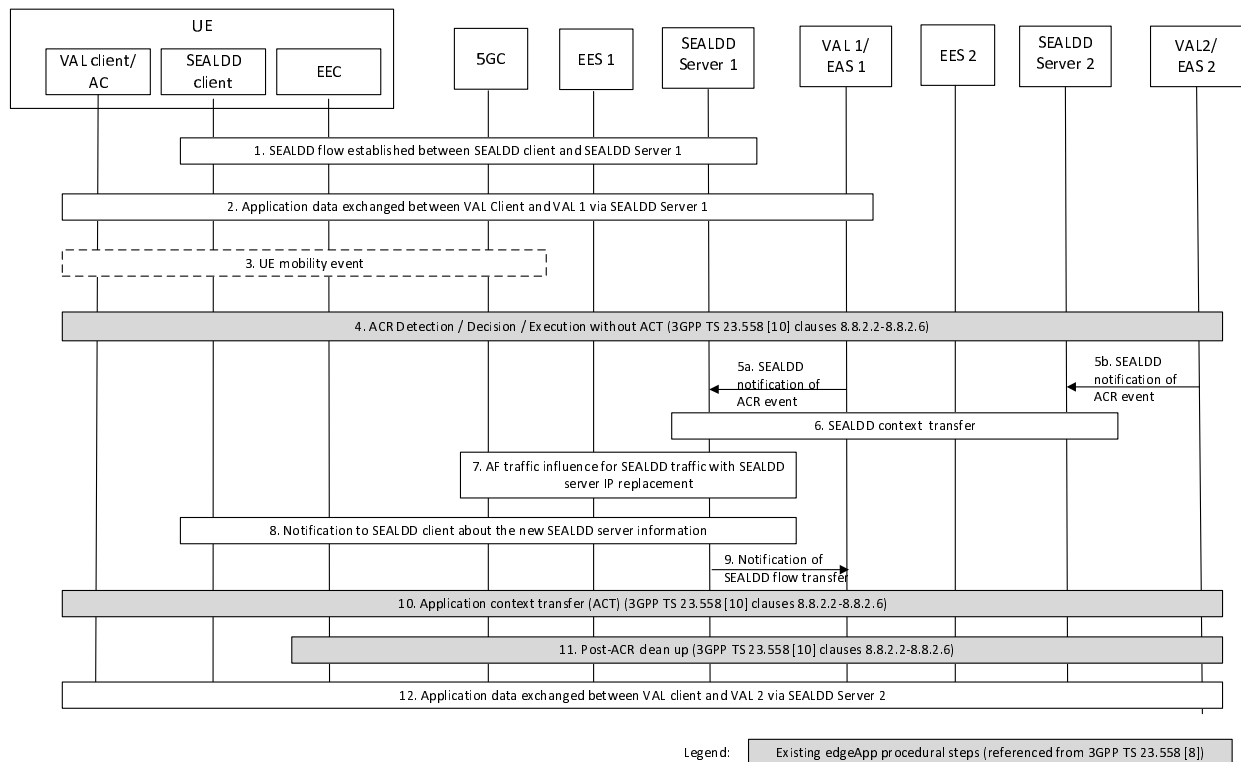 UE
VAL client/
AC
SEALDD
client
EEC
5GC
EES 1
SEALDD
Server 1
VAL 1/
EAS 1
EES 2
SEALDD
Server 2
VAL2/
EAS 2
1. SEALDD flow established between SEALDD client and SEALDD Server 1
2. Application data exchanged between VAL Client and VAL 1 via SEALDD Server 1
3. UE mobility event
4. ACR Detection / Decision / Execution without ACT (3GPP TS 23.558 [10] clauses 8.8.2.2-8.8.2.6)
5a. SEALDD
notification of
ACR event
5b. SEALDD
notification of
ACR event
6. SEALDD context transfer
7. AF traffic influence for SEALDD traffic with SEALDD
server IP replacement
8. Notification to SEALDD client about the new SEALDD server information
9. Notification of
SEALDD flow transfer
10. Application context transfer (ACT) (3GPP TS 23.558 [10] clauses 8.8.2.2-8.8.2.6)
11. Post-ACR clean up (3GPP TS 23.558 [10] clauses 8.8.2.2-8.8.2.6)
12. Application data exchanged between VAL client and VAL 2 via SEALDD Server 2
Legend:
Existing edgeApp procedural steps (referenced from 3GPP TS 23.558 [8])